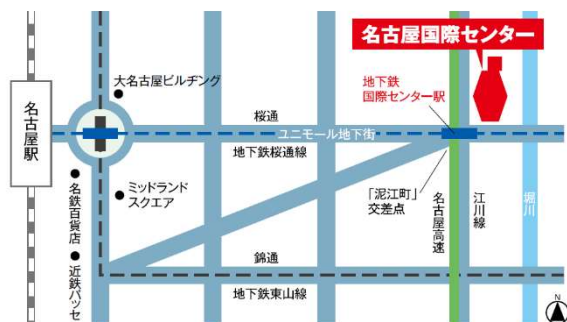 名古屋国際センター
大名古屋ビルヂング
地下鉄
国際センター駅
名古屋駅
桜通
ユニモール地下街
地下鉄桜通線
名鉄百貨店
ミッドランド
スクエア
「泥江町」
交差点
名古屋高速
江川線
堀川
近鉄パッセ
錦通
地下鉄東山線
N